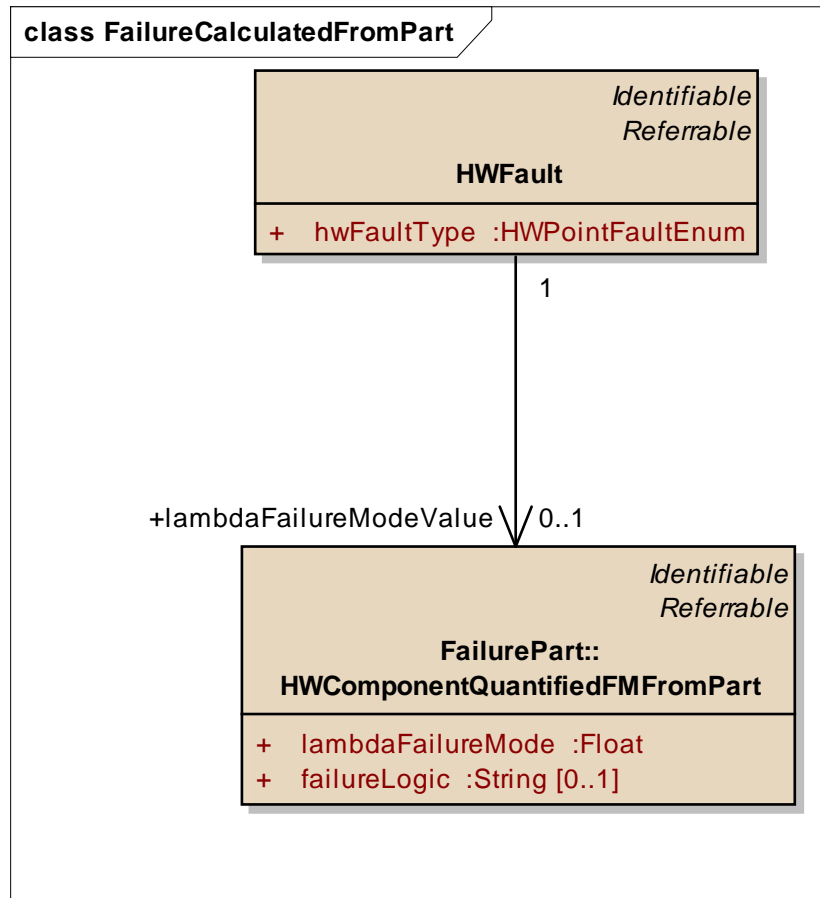 class FailureCalculatedFromPart
Identifiable
Referrable
HWFault
+ hwFaultType :HWPointFaultEnum
1
+lambdaFailureModeValue 0..1
Identifiable
Referrable
FailurePart::
HWComponentQuantifiedFMFromPart
+ lambdaFailureMode :Float
+ failureLogic :String [0..1]